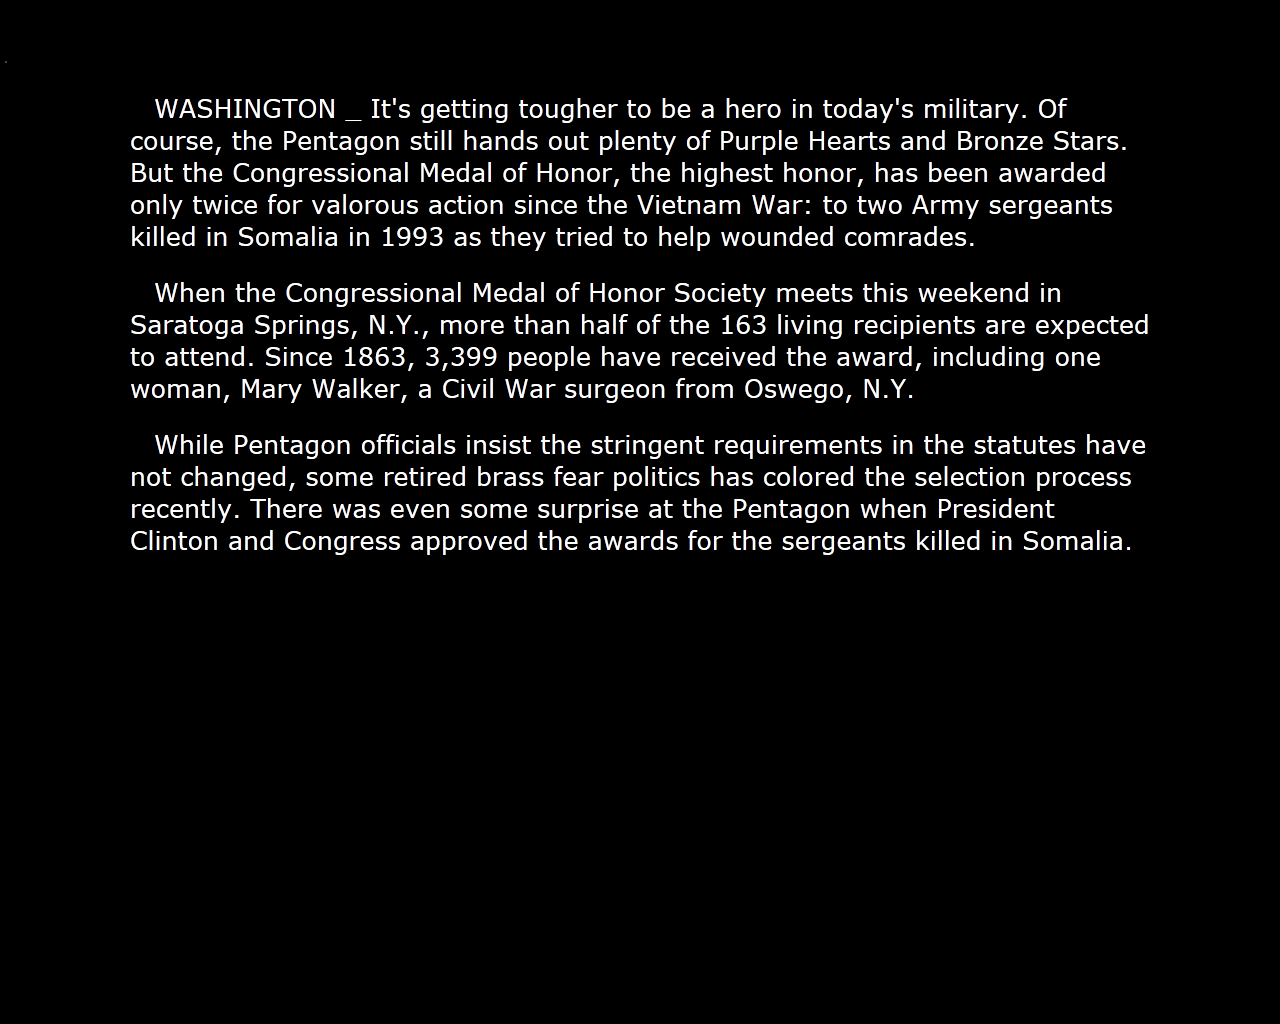 WASHINGTON _ It's getting tougher to be a hero in today's military. Of
course, the Pentagon still hands out plenty of Purple Hearts and Bronze Stars.
But the Congressional Medal of Honor, the highest honor, has been awarded
only twice for valorous action since the Vietnam War: to two Army sergeants
killed in Somalia in 1993 as they tried to help wounded comrades.
When the Congressional Medal of Honor Society meets this weekend in
Saratoga Springs, N.Y., more than half of the 163 living recipients are expected
to attend. Since 1863, 3,399 people have received the award, including one
woman, Mary Walker, a Civil War surgeon from Oswego, N.Y.
While Pentagon officials insist the stringent requirements in the statutes have
not changed, some retired brass fear politics has colored the selection process
recently. There was even some surprise at the Pentagon when President
Clinton and Congress approved the awards for the sergeants killed in Somalia.